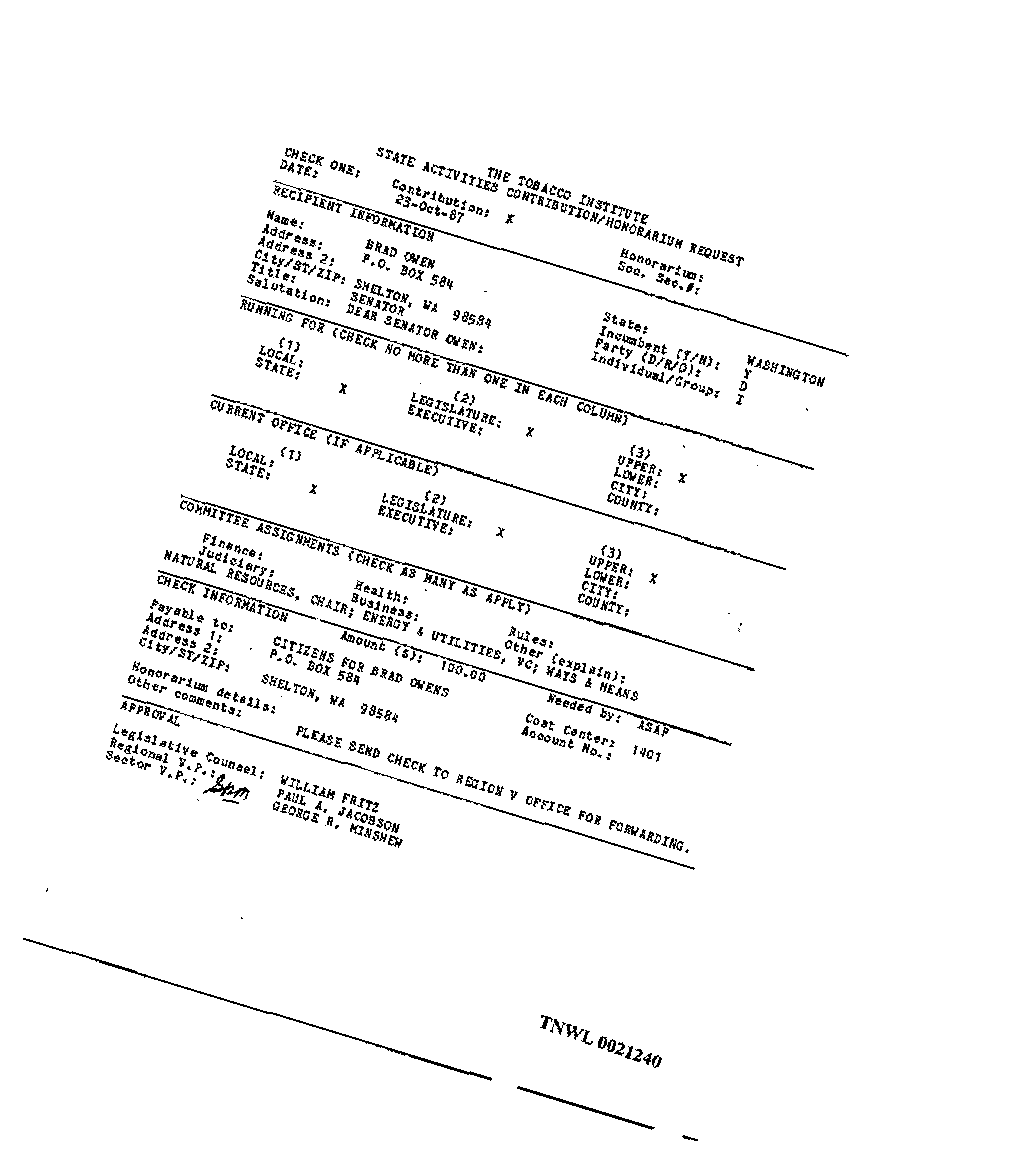 THE TOBACCO INSTITUTE
STATE ACTIVITIES CONTRIBUTION/HONORARIUM REQUEST
CHECK ONE: Contribution: X Honorarium:
DATE: 23-Oct-87 Soc. Sec.#:
RECIPIENT INFORMATION
Name: BRAD OWEN State: WASHINGTON
Address: P.O. BOX 584 Incumbent (Y/N): Y
Address 2: Party (D/R/O): D
City/ST/ZIP: SHELTON, WA 98584 Individual/Group: I
Title: SENATOR
Salutation: DEAR SENATOR OWEN:
RUNNING FOR (CHECK NO MORE THAN ONE IN EACH COLUMN)
(1) (2) (3)
LOCAL: LEGISLATURE: X UPPER: X
STATE: X EXECUTIVE: LOWER:
CITY:
COUNTY:
CURRENT OFFICE (IF APPLICABLE)
(1) (2) (3)
LOCAL: LEGISLATURE: X UPPER: X
STATE: X EXECUTIVE: LOWER:
CITY:
COUNTY:
COMMITTEE ASSIGNMENTS (CHECK AS MANY AS APPLY)
Finance: Health: Rules:
Judiciary: Business: Other (explain):
NATURAL RESOURCES, CHAIR; ENERGY & UTILITIES, VC; WAYS & MEANS
CHECK INFORMATION Amount ($): 100.00 Needed by: ASAP
Payable to: CITIZENS FOR BRAD OWENS Cost Center: 1401
Address 1: P.O. BOX 584 Account No.:
Address 2:
City/ST/ZIP: SHELTON, WA 98584
Honorarium details:
Other comments: PLEASE SEND CHECK TO REGION V OFFICE FOR FORWARDING.
APPROVAL
Legislative Counsel: WILLIAM FRITZ
Regional V.P.: PAUL A. JACOBSON
Sector V.P.: GEORGE R. MINSHEW
TNWL 0021240